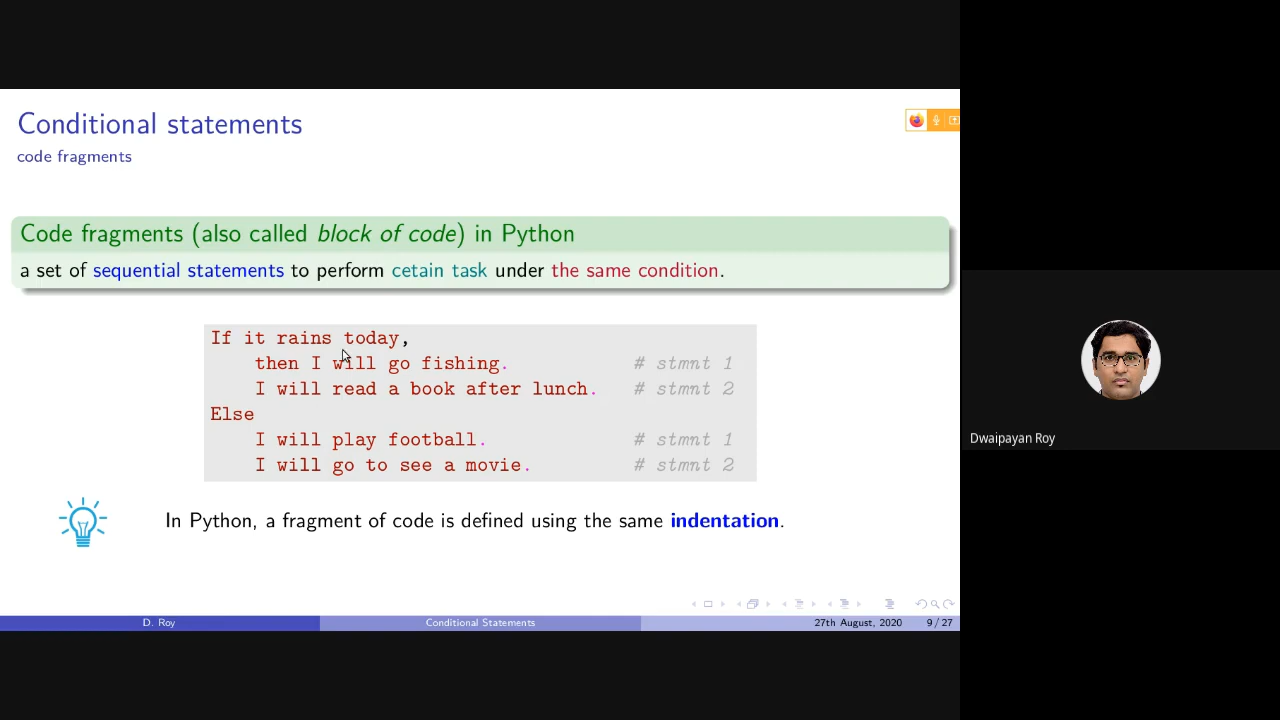 Conditional statements
code fragments
Code fragments (also called block of code) in Python
a set of sequential statements to perform cetain task under the same condition.
If it rains today,
then I will go fishing. # stmnt 1
I will read a book after lunch. # stmnt 2
Else
I will play football. # stmnt 1
I will go to see a movie. # stmnt 2
In Python, a fragment of code is defined using the same indentation.
D. Roy Conditional Statements 27th August, 2020 9 / 27
Dwaipayan Roy